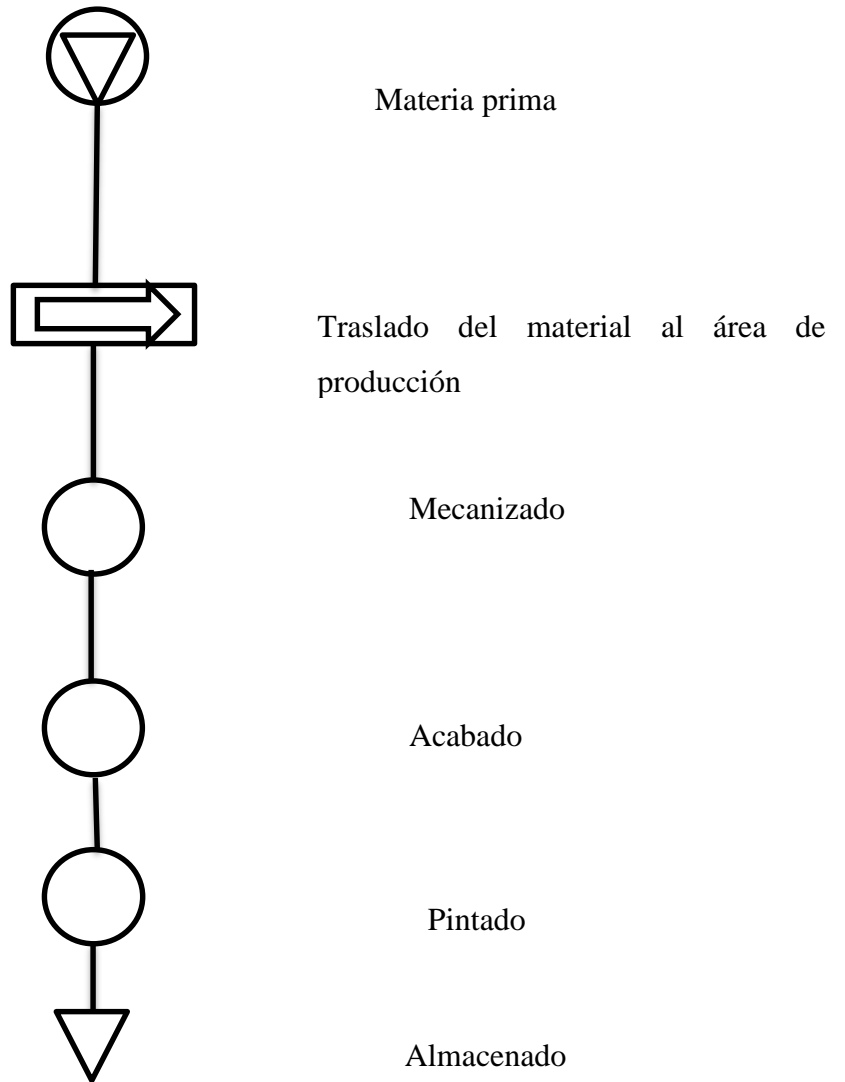 Materia prima
Traslado del material al área de
producción
Mecanizado
Acabado
Pintado
Almacenado